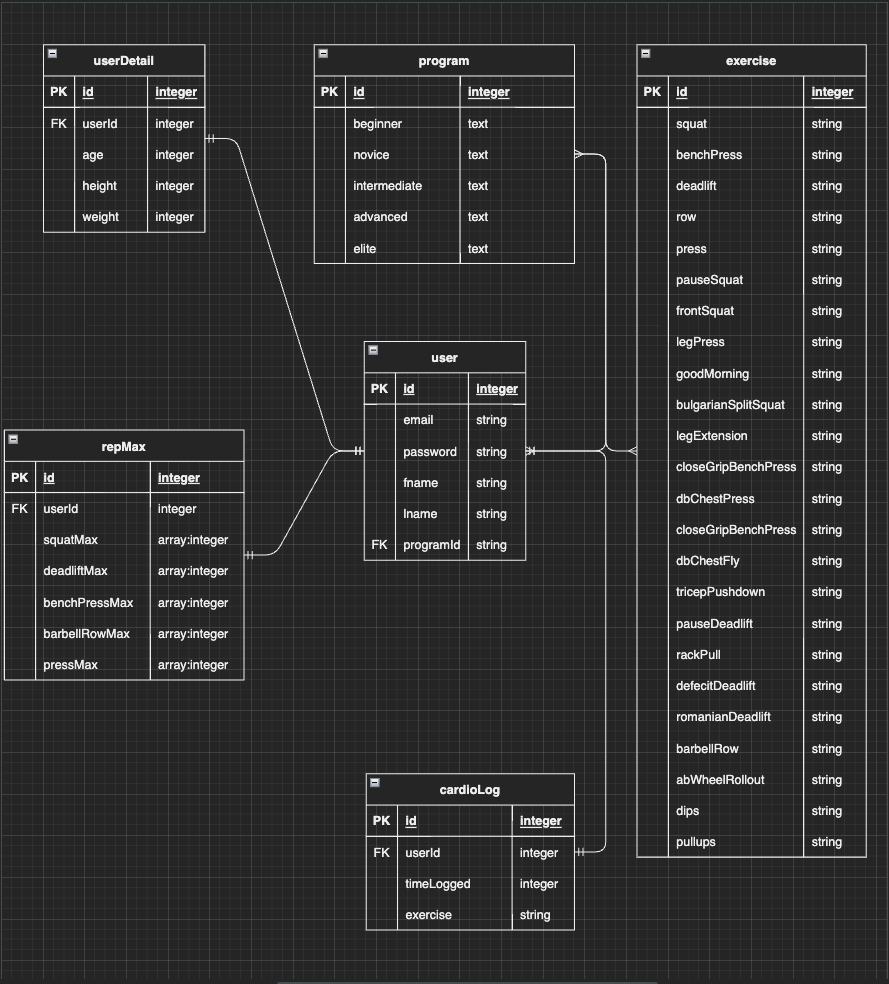 userDetail
PK id integer
FK userId integer
age integer
height integer
weight integer
program
PK id integer
beginner text
novice text
intermediate text
advanced text
elite text
exercise
PK id integer
squat string
benchPress string
deadlift string
row string
press string
pauseSquat string
frontSquat string
legPress string
goodMorning string
bulgarianSplitSquat string
legExtension string
closeGripBenchPress string
dbChestPress string
closeGripBenchPress string
dbChestFly string
tricepPushdown string
pauseDeadlift string
rackPull string
defecitDeadlift string
romanianDeadlift string
barbellRow string
abWheelRollout string
dips string
pullups string
user
PK id integer
email string
password string
fname string
lname string
FK programId string
repMax
PK id integer
FK userId integer
squatMax array:integer
deadliftMax array:integer
benchPressMax array:integer
barbellRowMax array:integer
pressMax array:integer
cardioLog
PK id integer
FK userId integer
timeLogged integer
exercise string